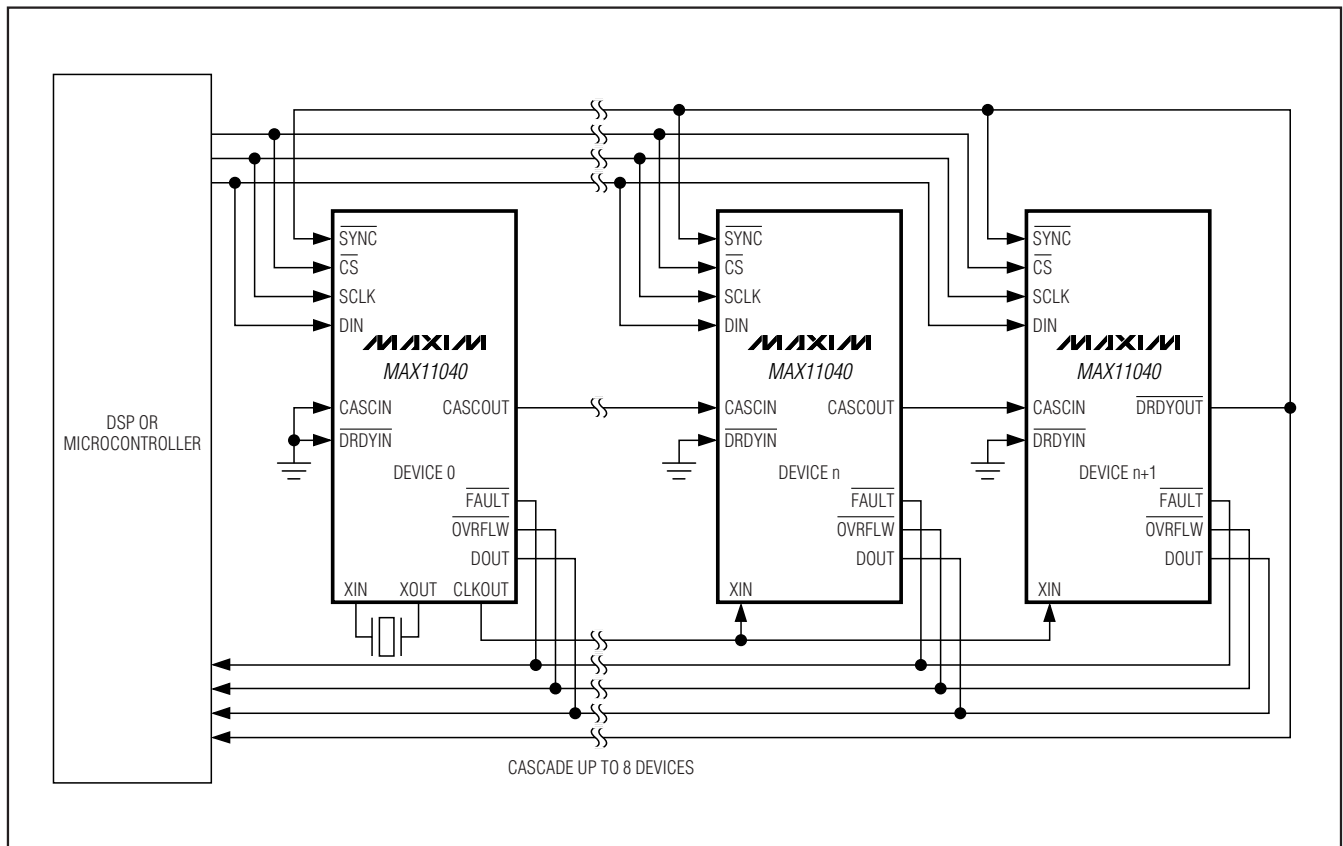 DSP OR
MICROCONTROLLER
SYNC
CS
SCLK
DIN
MAXIM
MAX11040
CASCIN
CASCOUT
DRDYIN
DEVICE 0
FAULT
OVRFLW
DOUT
XIN
XOUT
CLKOUT
SYNC
CS
SCLK
DIN
MAXIM
MAX11040
CASCIN
CASCOUT
DRDYIN
DEVICE n
FAULT
OVRFLW
DOUT
XIN
SYNC
CS
SCLK
DIN
MAXIM
MAX11040
CASCIN
DRDYOUT
DRDYIN
DEVICE n+1
FAULT
OVRFLW
DOUT
XIN
CASCADE UP TO 8 DEVICES